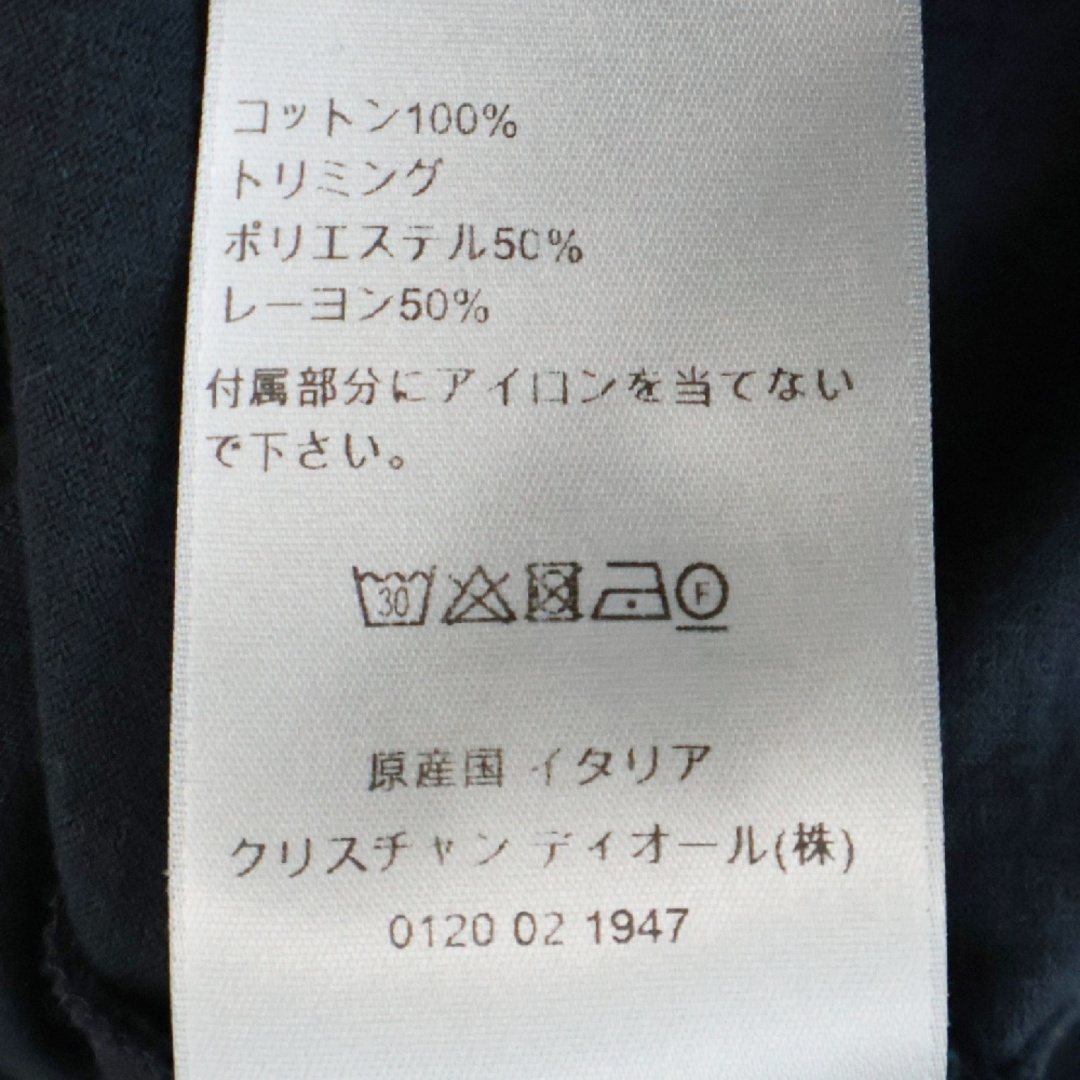 コットン100%
トリミング
ポリエステル50%
レーヨン50%
付属部分にアイロンを当てない
で下さい。
30 F
原産国 イタリア
クリスチャン ディオール(株)
0120 02 1947